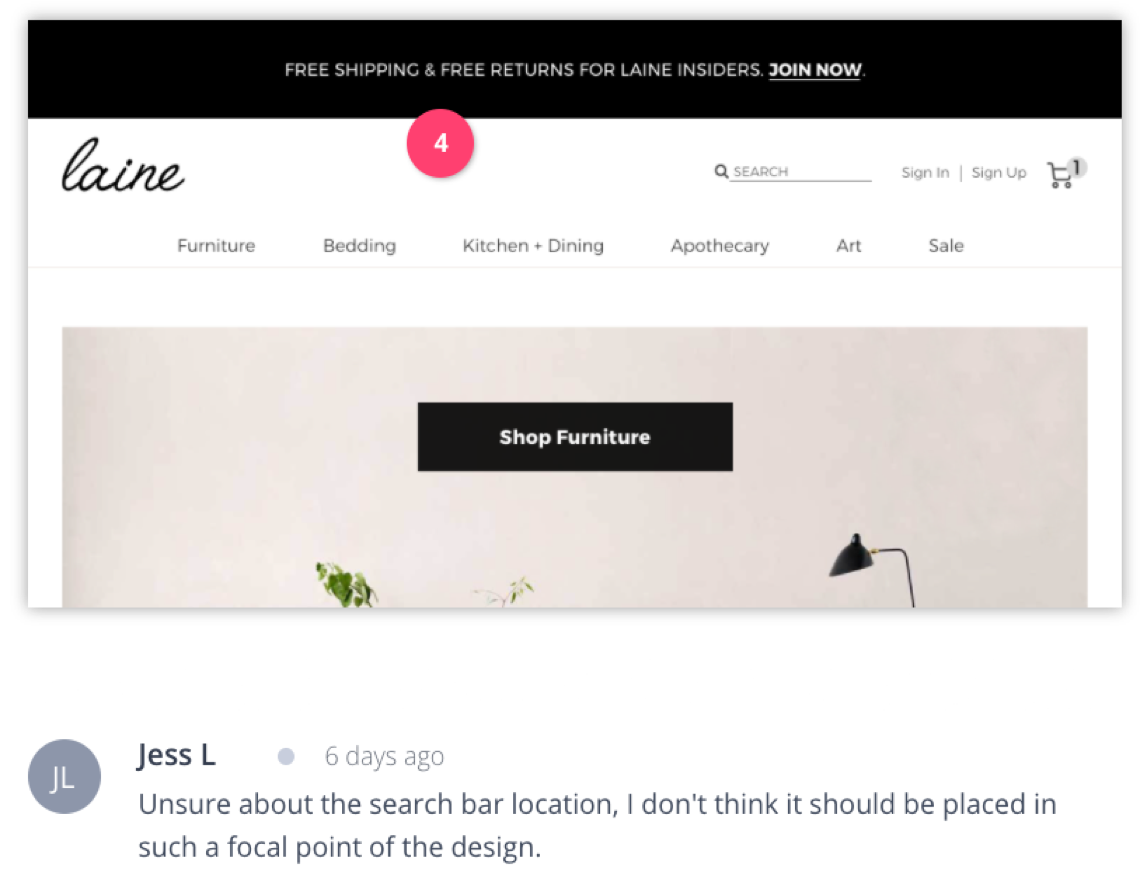 FREE SHIPPING & FREE RETURNS FOR LAINE INSIDERS. JOIN NOW.
4
laine
SEARCH
Sign In | Sign Up
1
Furniture
Bedding
Kitchen + Dining
Apothecary
Art
Sale
Shop Furniture
JL
Jess L
6 days ago
Unsure about the search bar location, I don't think it should be placed in
such a focal point of the design.